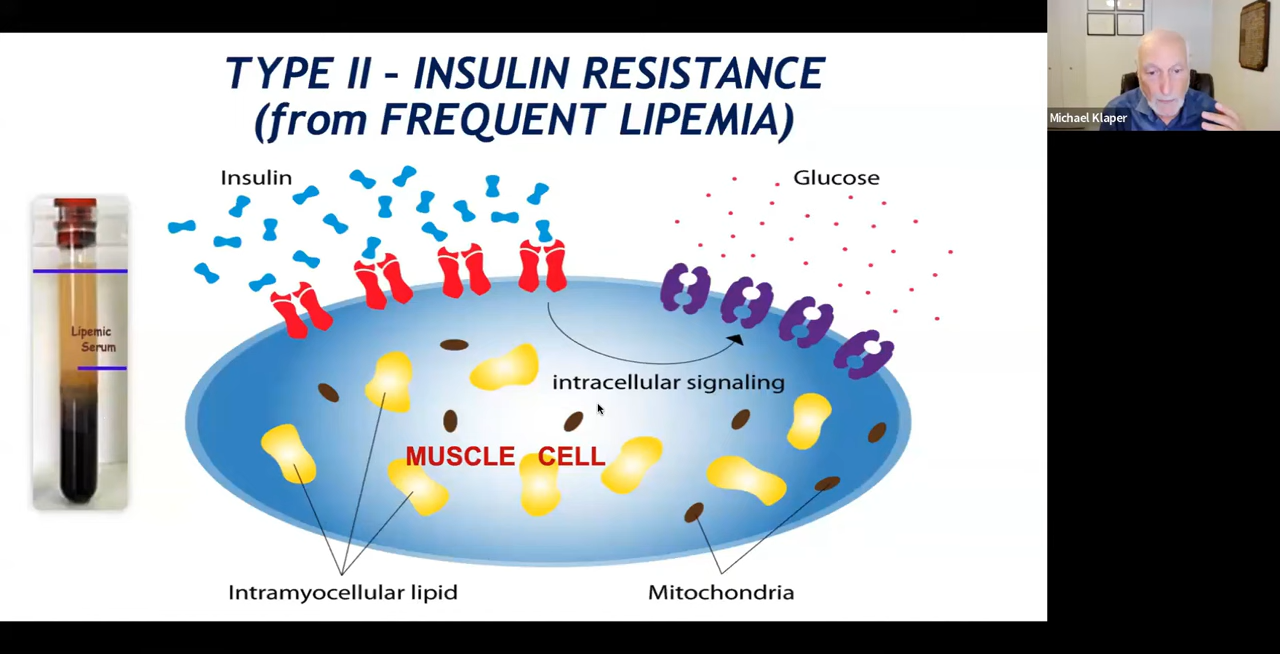 TYPE II - INSULIN RESISTANCE
(from FREQUENT LIPEMIA)
Michael Klaper
Insulin
Glucose
Lipemic
Serum
intracellular signaling
MUSCLE CELL
Intramyocellular lipid
Mitochondria